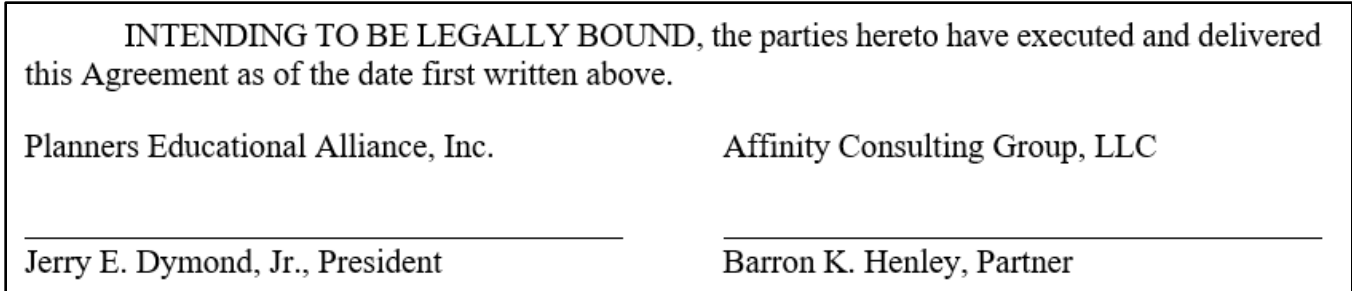 INTENDING TO BE LEGALLY BOUND, the parties hereto have executed and delivered
this Agreement as of the date first written above.
Planners Educational Alliance, Inc.
Affinity Consulting Group, LLC
Jerry E. Dymond, Jr., President
Barron K. Henley, Partner